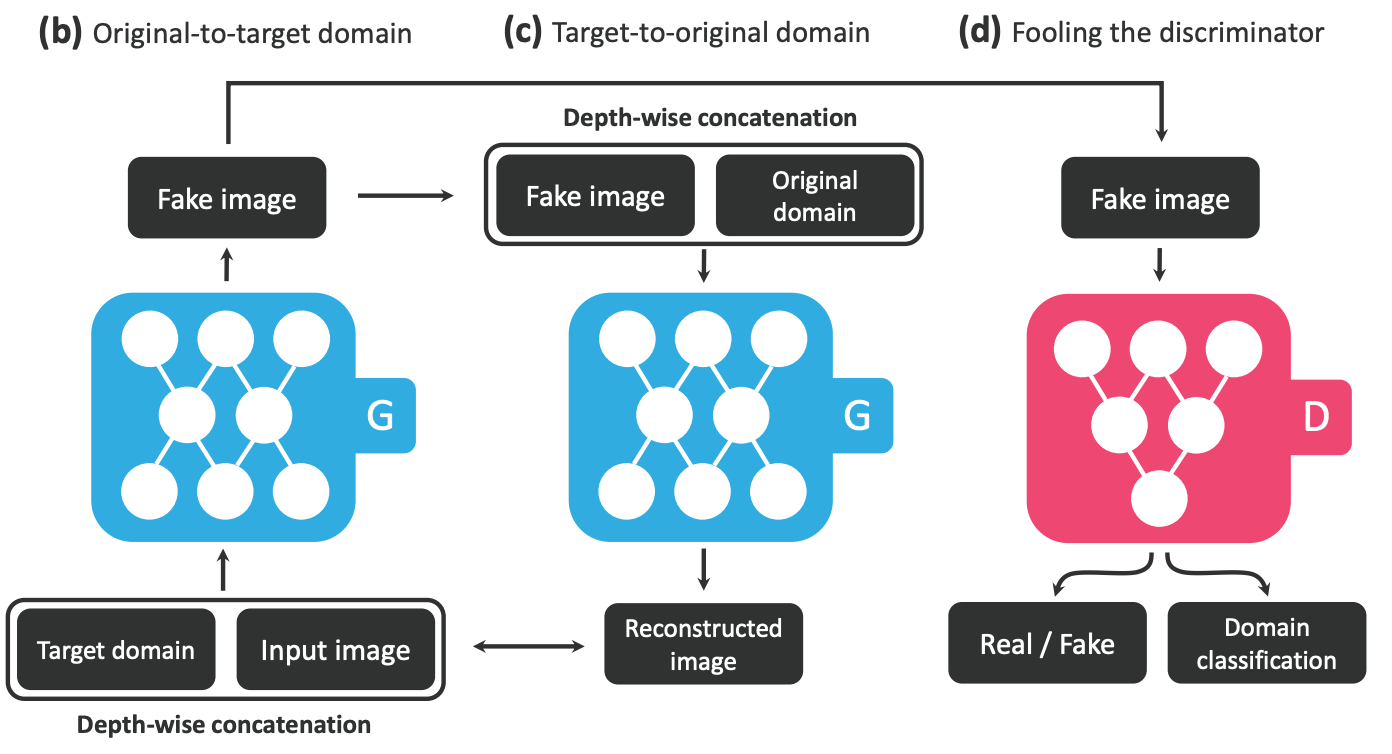 (b) Original-to-target domain
(c) Target-to-original domain
(d) Fooling the discriminator
Depth-wise concatenation
Fake image
Fake image
Original
domain
Fake image
G
G
D
Target domain
Input image
Depth-wise concatenation
Reconstructed
image
Real / Fake
Domain
classification